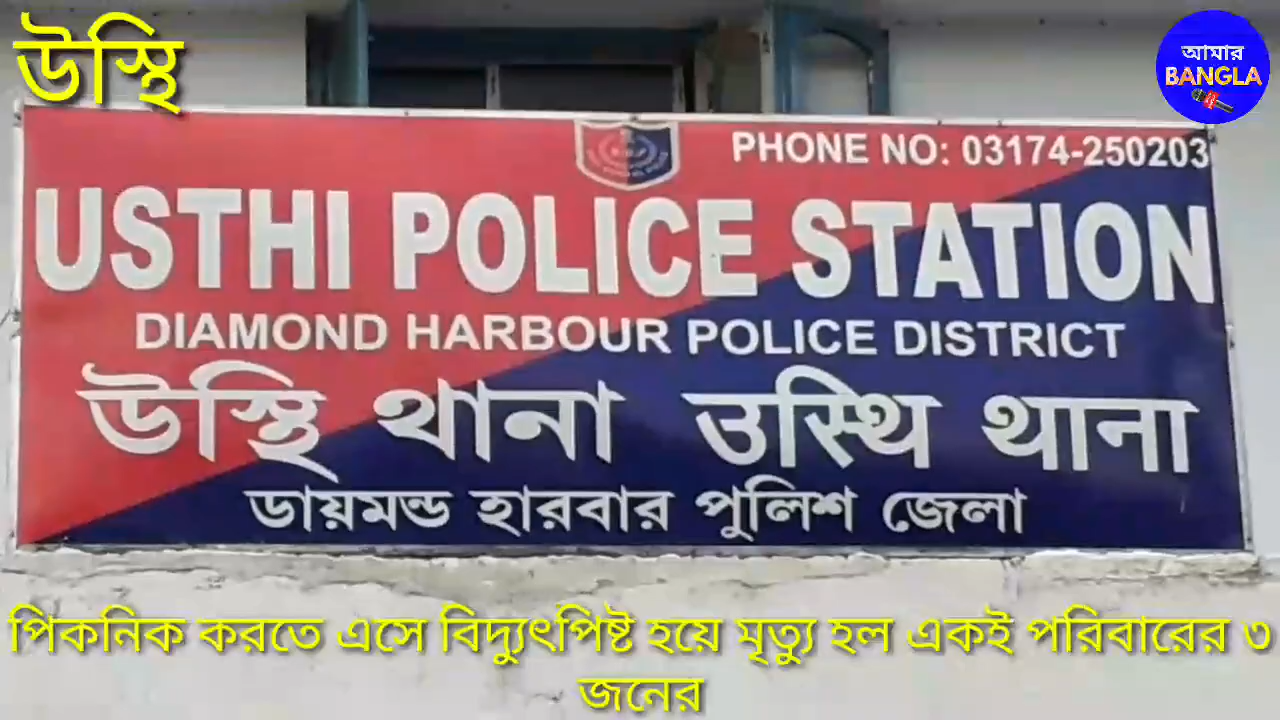 উস্থি
আমার
BANGLA
PHONE NO: 03174-250203
USTHI POLICE STATION
DIAMOND HARBOUR POLICE DISTRICT
উস্থি থানা उस्थि थाना
ডায়মন্ড হারবার পুলিশ জেলা
পিকনিক করতে এসে বিদ্যুৎপিষ্ট হয়ে মৃত্যু হল একই পরিবারের ৩
জনের